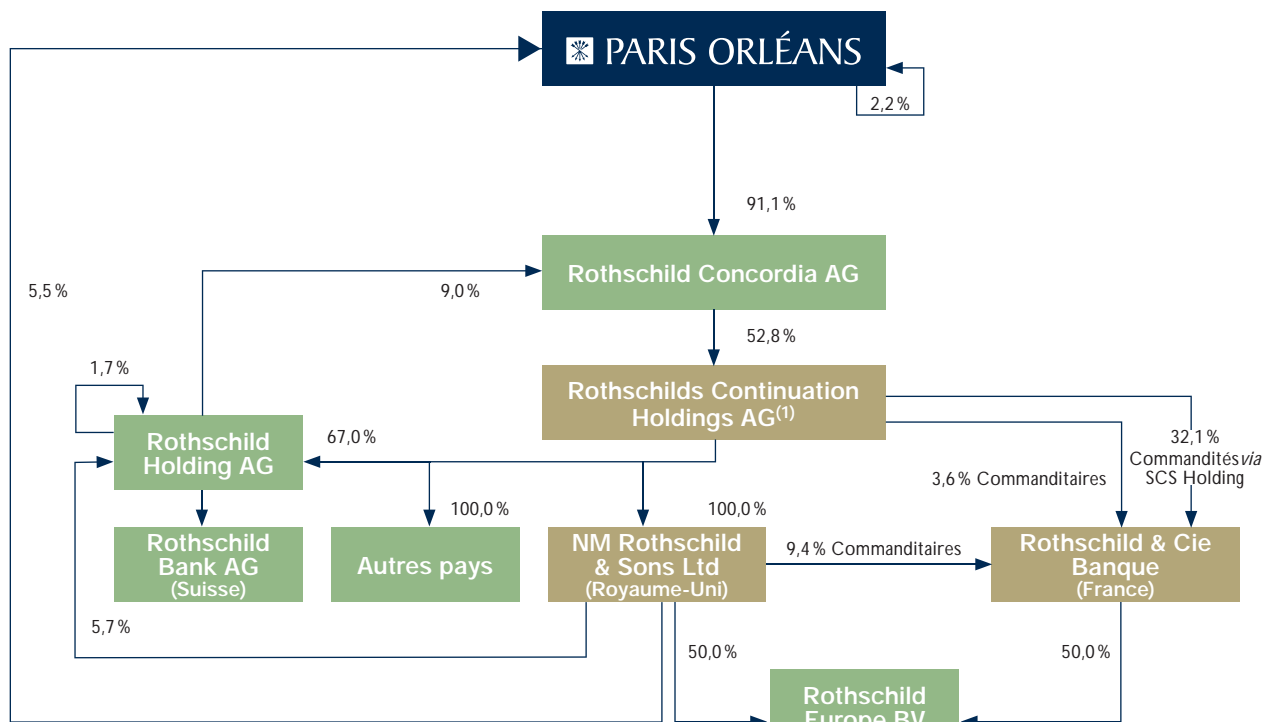 PARIS ORLÉANS
2,2 %
91,1 %
Rothschild Concordia AG
5,5 %
9,0 %
52,8 %
1,7 %
Rothschilds Continuation
Holdings AG(1)
Rothschild
Holding AG
67,0 %
32,1 %
Commandités via
SCS Holding
3,6 % Commanditaires
100,0 %
100,0 %
Rothschild
Bank AG
(Suisse)
Autres pays
NM Rothschild
& Sons Ltd
(Royaume-Uni)
9,4 % Commanditaires
Rothschild & Cie
Banque
(France)
5,7 %
50,0 %
50,0 %
Rothschild
Europe BV